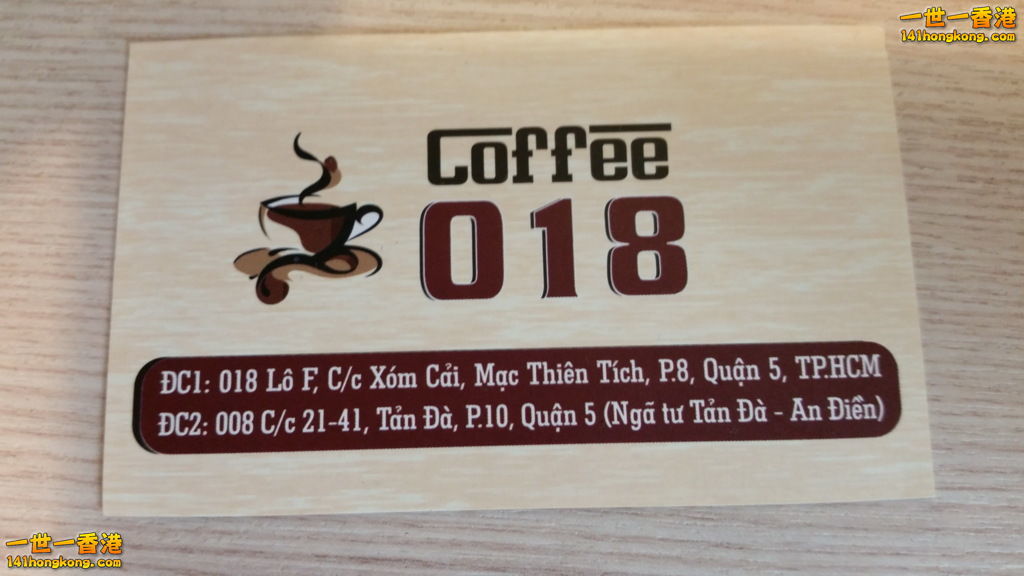 一世一香港
141hongkong.com
Coffee
018
ĐC1: 018 Lô F, C/c Xóm Cải, Mạc Thiên Tích, P.8, Quận 5, TP.HCM
ĐC2: 008 C/c 21-41, Tản Đà, P.10, Quận 5 (Ngã tư Tản Đà - An Điền)
一世一香港
141hongkong.com